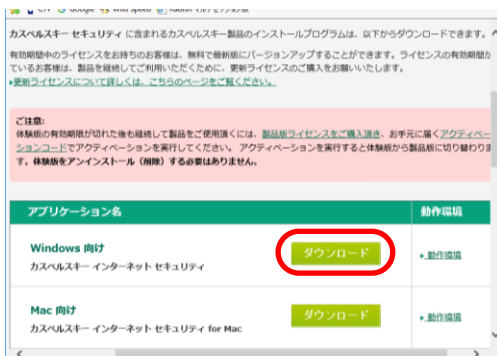 カスペルスキー セキュリティ に含まれるカスペルスキー製品のインストールプログラムは、以下からダウンロードできます。
有効期間中のライセンスをお持ちのお客様は、無料で最新版にバージョンアップすることができます。ライセンスの有効期間が
ているお客様は、製品を継続してご利用いただくために、更新ライセンスのご購入をお願いいたします。
▸更新ライセンスについて詳しくは、こちらのページをご覧ください。
ご注意:
体験版の有効期限が切れた後も継続して製品をご使用頂くには、製品版ライセンスをご購入頂き、お手元に届くアクティベー
ションコードでアクティベーションを実行してください。 アクティベーションを実行すると体験版から製品版に切り替わりま
す。体験版をアンインストール（削除）する必要はありません。
アプリケーション名 動作環境
Windows 向け
カスペルスキー インターネット セキュリティ
ダウンロード
▸ 動作環境
Mac 向け
カスペルスキー インターネット セキュリティ for Mac
ダウンロード
▸ 動作環境